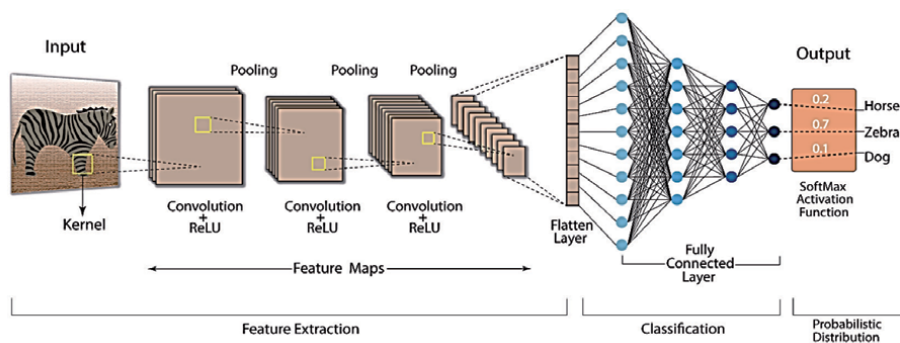 Input
Kernel
Pooling
Pooling
Pooling
Convolution
+
ReLU
Convolution
+
ReLU
Convolution
+
ReLU
Feature Maps
Flatten
Layer
Fully
Connected
Layer
Output
0.2
0.7
0.1
Horse
Zebra
Dog
SoftMax
Activation
Function
Feature Extraction
Classification
Probabilistic
Distribution